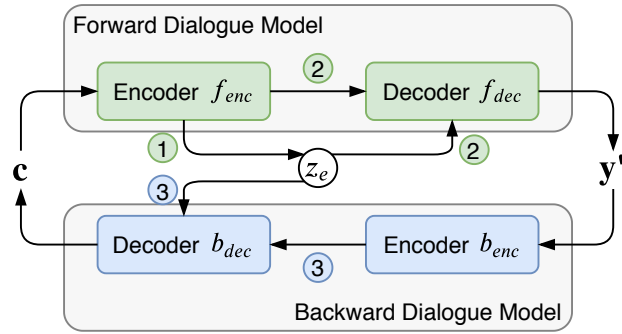 Forward Dialogue Model
2
Encoder f_enc
Decoder f_dec
1
2
z_e
c
3
y'
Decoder b_dec
Encoder b_enc
3
Backward Dialogue Model